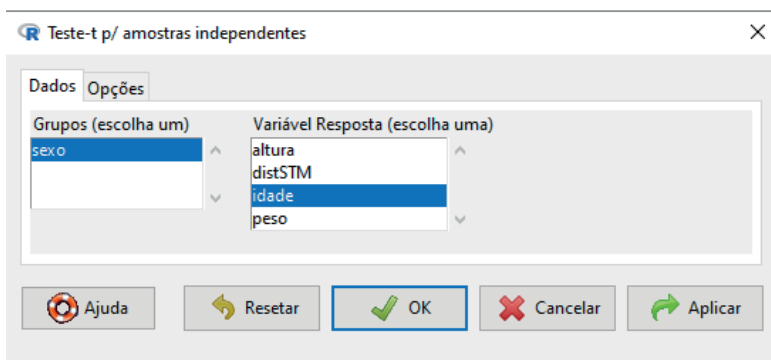 Teste-t p/ amostras independentes
Dados Opções
Grupos (escolha um)
sexo
Variável Resposta (escolha uma)
altura
distSTM
idade
peso
Ajuda
Resetar
OK
Cancelar
Aplicar